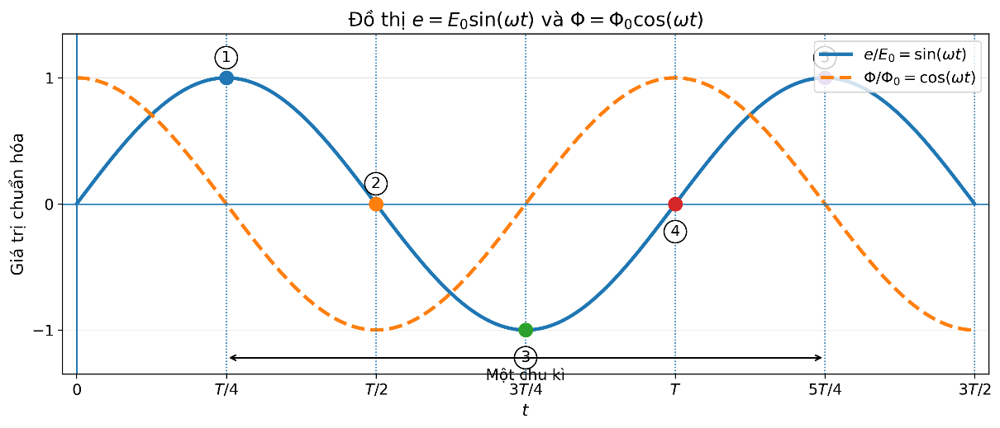 Đồ thị e = E₀sin(ωt) và Φ = Φ₀cos(ωt)
e/E₀ = sin(ωt)
Φ/Φ₀ = cos(ωt)
1
2
3
4
5
Giá trị chuẩn hóa
1
0
−1
Một chu kì
0
T/4
T/2
3T/4
T
5T/4
3T/2
t